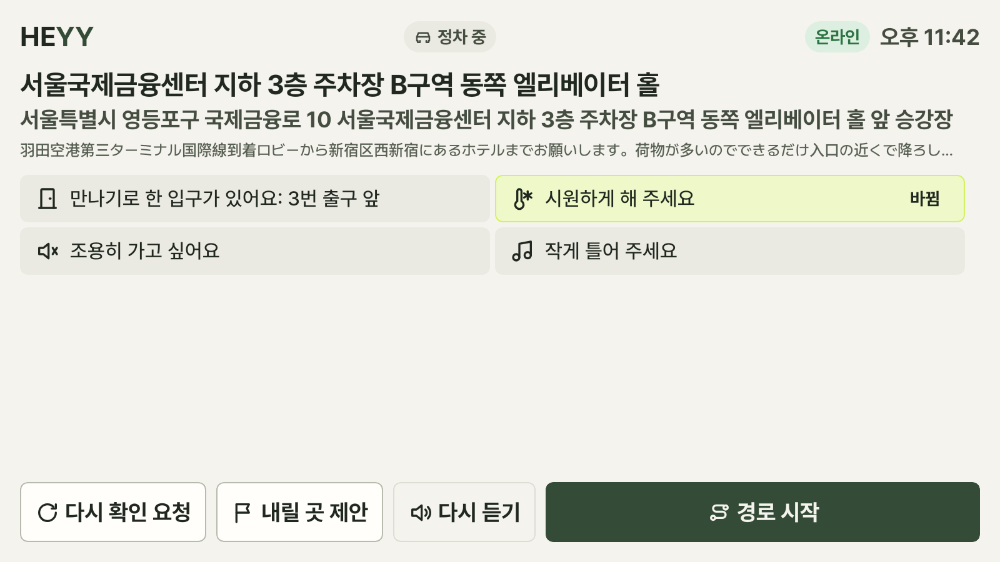 HEYY
정차 중
온라인 오후 11:42
서울국제금융센터 지하 3층 주차장 B구역 동쪽 엘리베이터 홀
서울특별시 영등포구 국제금융로 10 서울국제금융센터 지하 3층 주차장 B구역 동쪽 엘리베이터 홀 앞 승강장
羽田空港第三ターミナル国際線到着ロビーから新宿区西新宿にあるホテルまでお願いします。荷物が多いのでできるだけ入口の近くで降ろし...
만나기로 한 입구가 있어요: 3번 출구 앞
시원하게 해 주세요 바뀜
조용히 가고 싶어요
작게 틀어 주세요
다시 확인 요청
내릴 곳 제안
다시 듣기
경로 시작